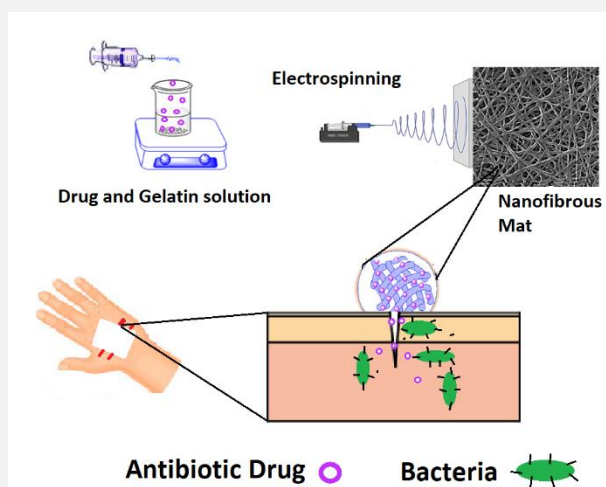 Electrospinning
Drug and Gelatin solution
Nanofibrous
Mat
Antibiotic Drug
Bacteria